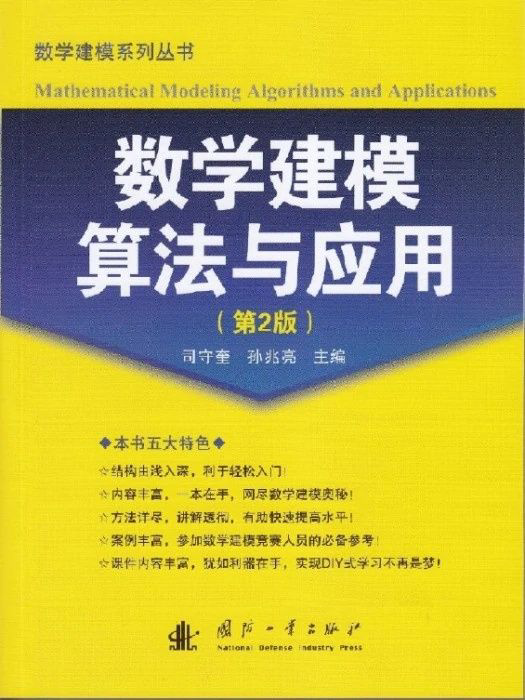 数学建模系列丛书
Mathematical Modeling Algorithms and Applications
数学建模
算法与应用
（第2版）
司守奎 孙兆亮 主编
◆本书五大特色◆
☆结构由浅入深，利于轻松入门！
☆内容丰富，一本在手，网尽数学建模奥秘！
☆方法详尽，讲解透彻，有助快速提高水平！
☆案例丰富，参加数学建模竞赛人员的必备参考！
☆课件内容丰富，犹如利器在手，实现DIY式学习不再是梦！
国防工业出版社
National Defense Industry Press